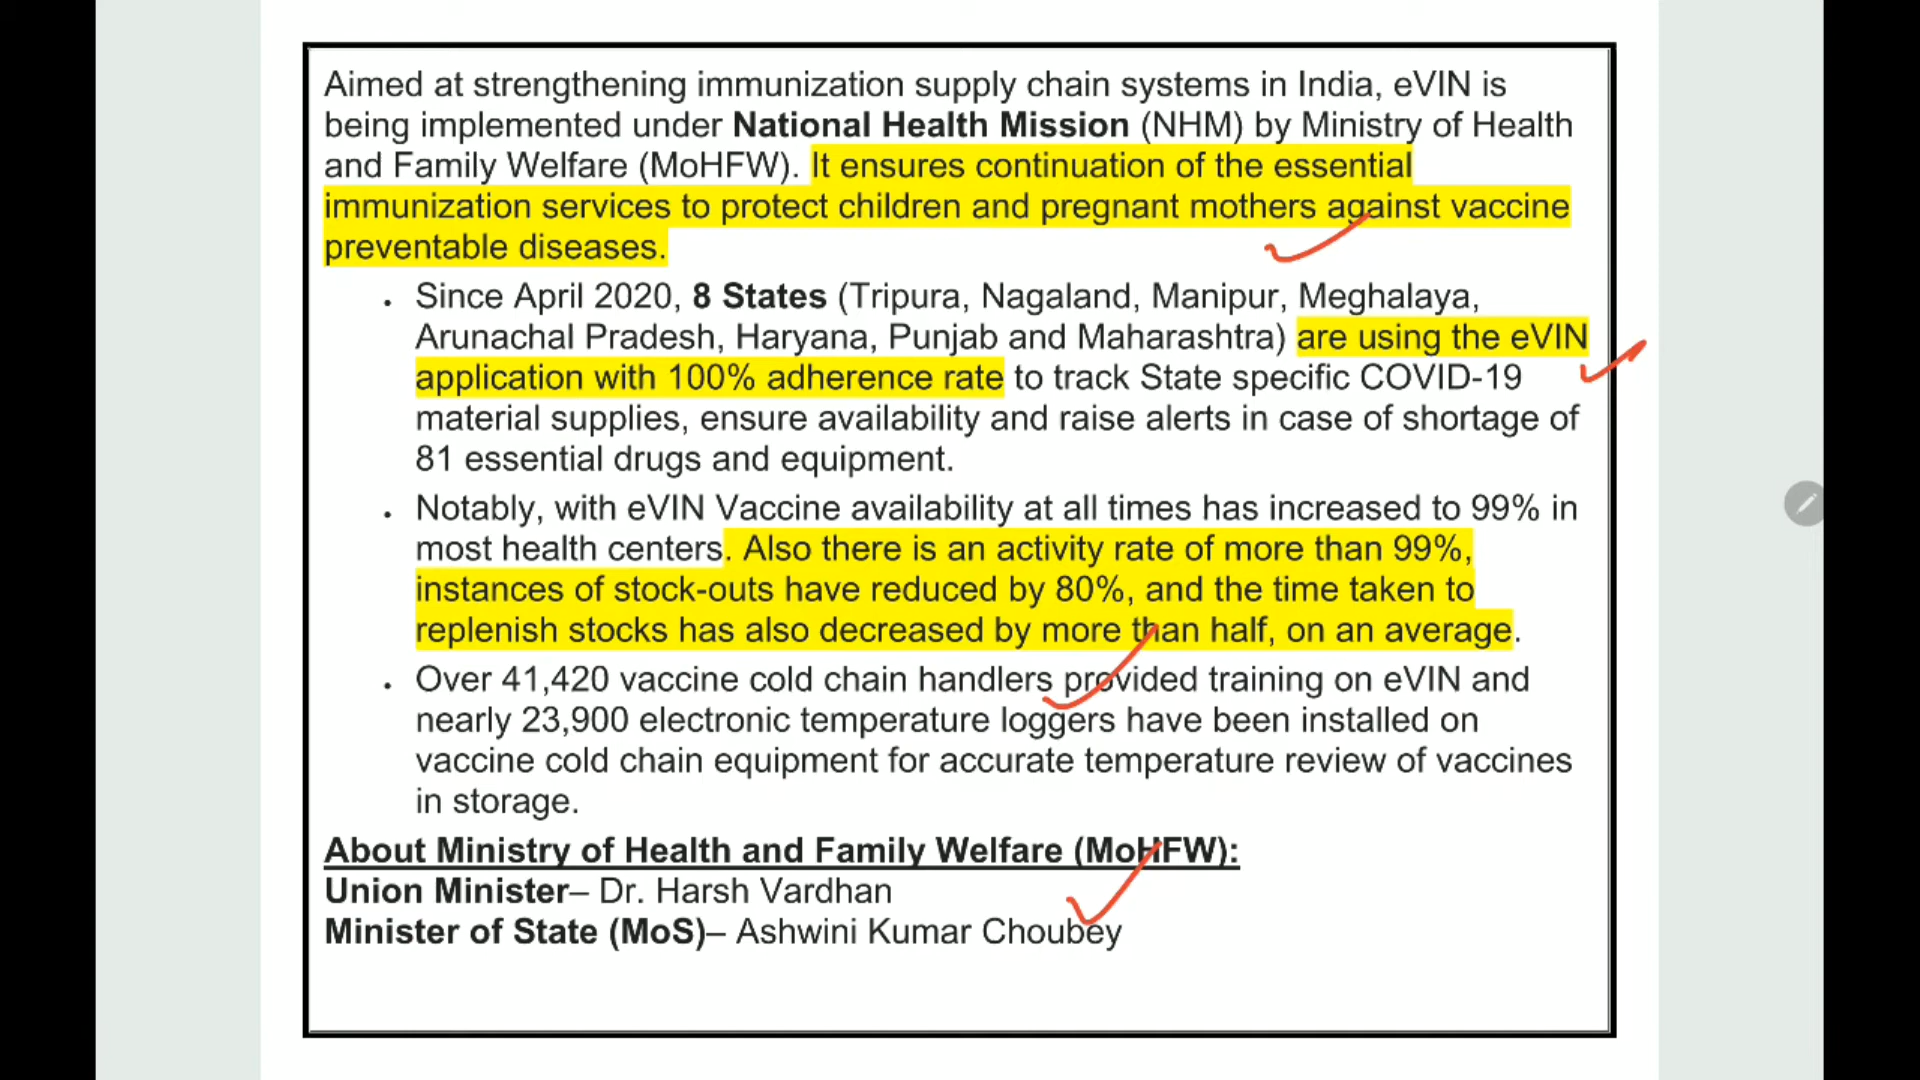 Aimed at strengthening immunization supply chain systems in India, eVIN is
being implemented under National Health Mission (NHM) by Ministry of Health
and Family Welfare (MoHFW). It ensures continuation of the essential
immunization services to protect children and pregnant mothers against vaccine
preventable diseases.
• Since April 2020, 8 States (Tripura, Nagaland, Manipur, Meghalaya,
Arunachal Pradesh, Haryana, Punjab and Maharashtra) are using the eVIN
application with 100% adherence rate to track State specific COVID-19
material supplies, ensure availability and raise alerts in case of shortage of
81 essential drugs and equipment.
• Notably, with eVIN Vaccine availability at all times has increased to 99% in
most health centers. Also there is an activity rate of more than 99%,
instances of stock-outs have reduced by 80%, and the time taken to
replenish stocks has also decreased by more than half, on an average.
• Over 41,420 vaccine cold chain handlers provided training on eVIN and
nearly 23,900 electronic temperature loggers have been installed on
vaccine cold chain equipment for accurate temperature review of vaccines
in storage.
About Ministry of Health and Family Welfare (MoHFW):
Union Minister– Dr. Harsh Vardhan
Minister of State (MoS)– Ashwini Kumar Choubey